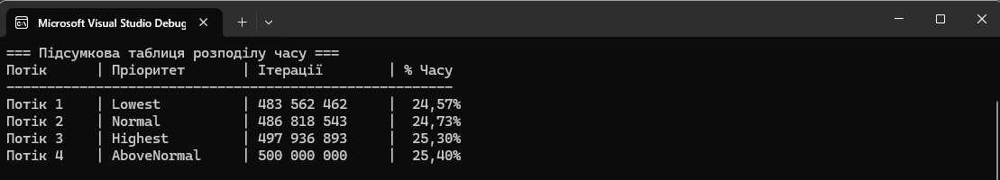 Microsoft Visual Studio Debug
=== Підсумкова таблиця розподілу часу ===
Потік | Пріоритет | Ітерації | % Часу
-------------------------------------------------------
Потік 1 | Lowest | 483 562 462 | 24,57%
Потік 2 | Normal | 486 818 543 | 24,73%
Потік 3 | Highest | 497 936 893 | 25,30%
Потік 4 | AboveNormal | 500 000 000 | 25,40%